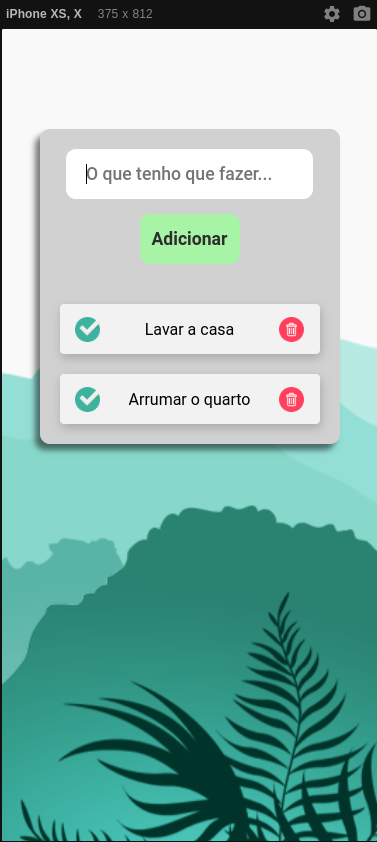 iPhone XS, X 375 x 812
O que tenho que fazer...
Adicionar
Lavar a casa
Arrumar o quarto